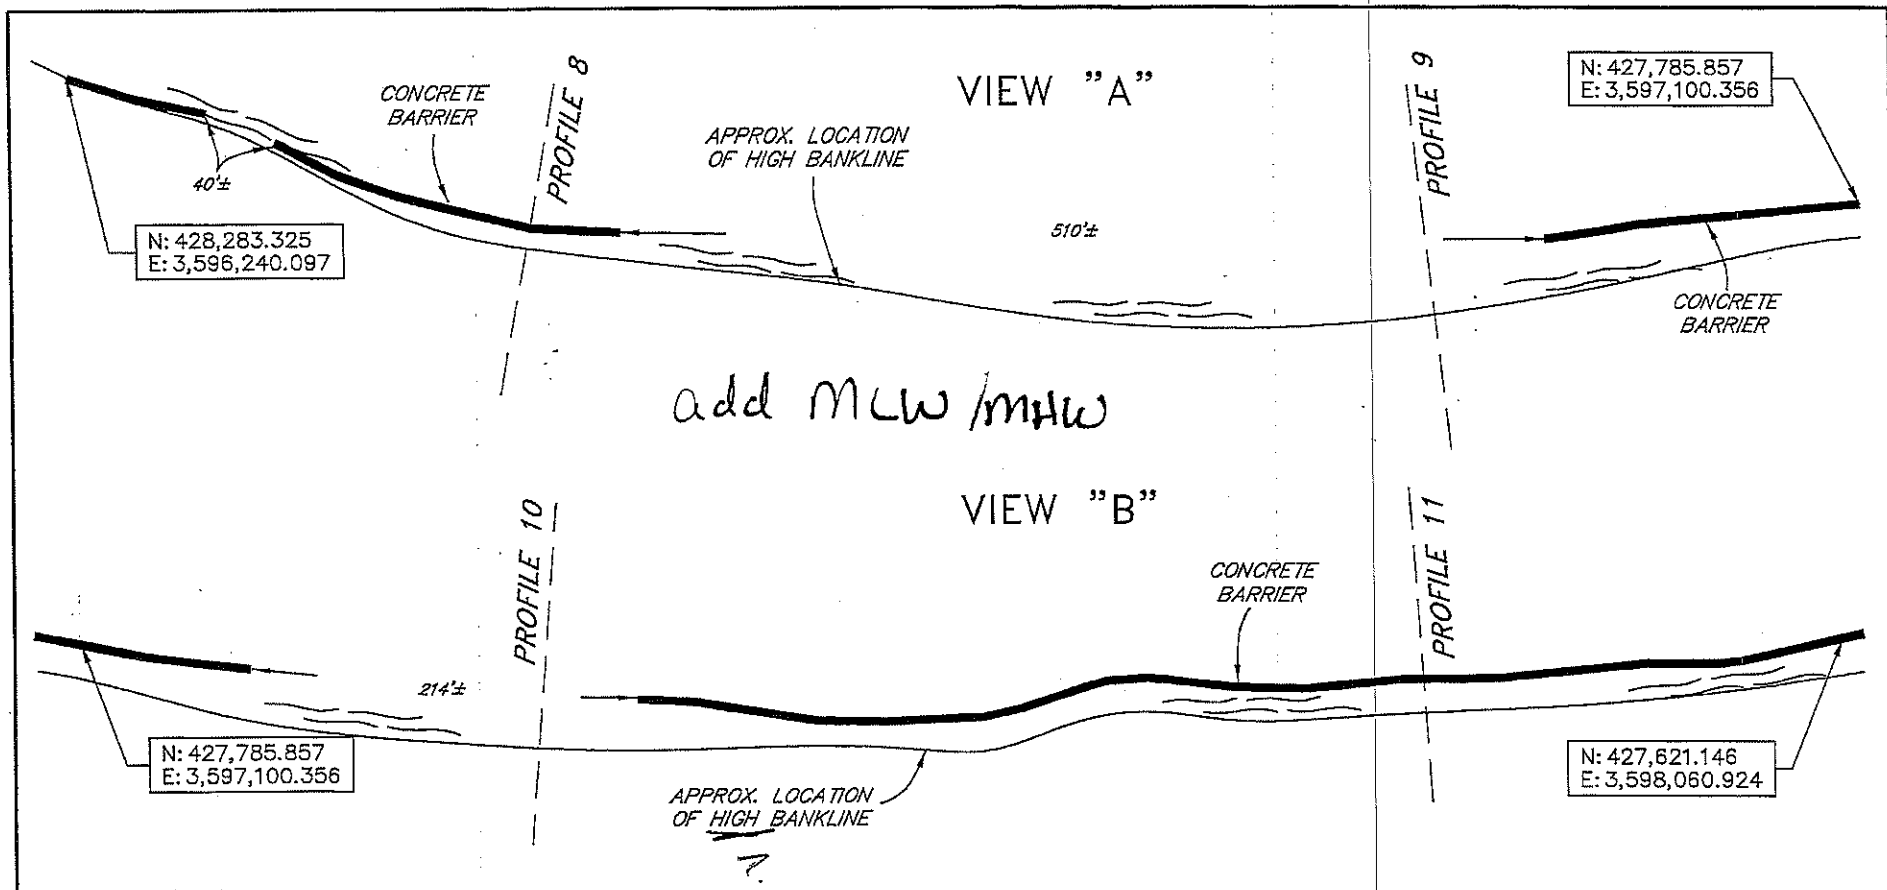 VIEW "A"
PROFILE 8
PROFILE 9
N: 427,785.857
E: 3,597,100.356
CONCRETE
BARRIER
APPROX. LOCATION
OF HIGH BANKLINE
40'±
510'±
N: 428,283.325
E: 3,596,240.097
CONCRETE
BARRIER
add MLW/MHW
VIEW "B"
PROFILE 10
PROFILE 11
CONCRETE
BARRIER
214'±
N: 427,785.857
E: 3,597,100.356
N: 427,621.146
E: 3,598,060.924
APPROX. LOCATION
OF HIGH BANKLINE
?